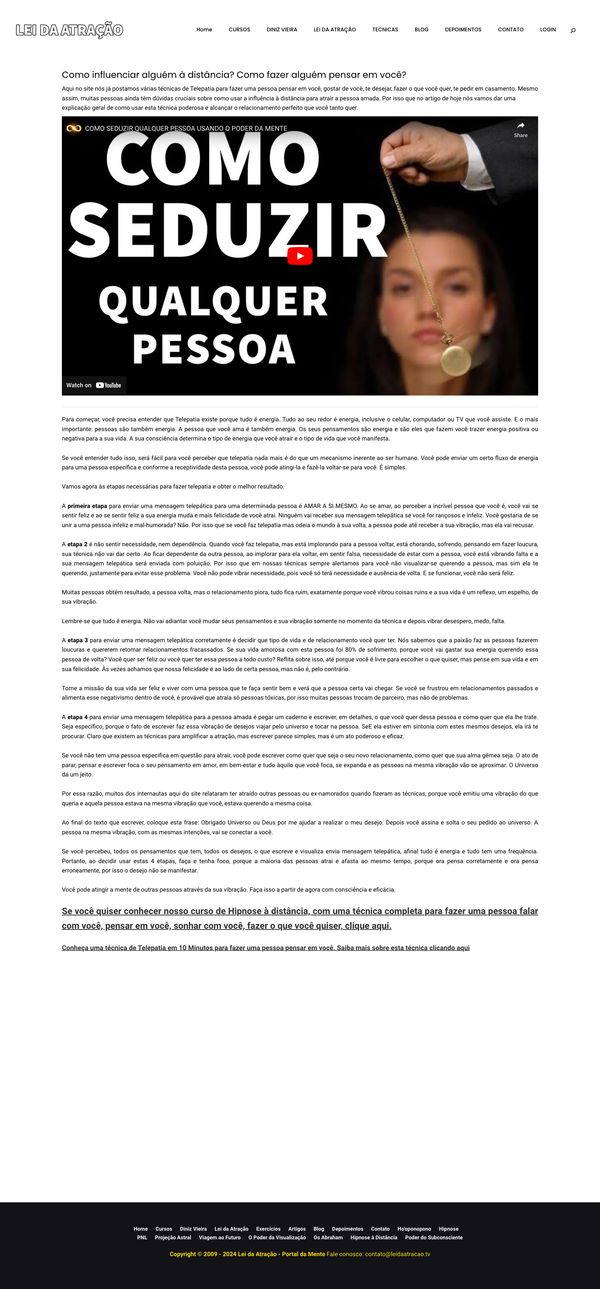 LEI DA ATRAÇÃO
Home CURSOS DINIZ VIEIRA LEI DA ATRAÇÃO TECNICAS BLOG DEPOIMENTOS CONTATO LOGIN
Como influenciar alguém à distância? Como fazer alguém pensar em você?
Aqui no site nós já postamos várias técnicas de Telepatia para fazer uma pessoa pensar em você, gostar de você, te desejar, fazer o que você quer, te pedir em casamento. Mesmo
assim, muitas pessoas ainda têm dúvidas cruciais sobre como usar a influência à distância para atrair a pessoa amada. Por isso que no artigo de hoje nós vamos dar uma
explicação geral de como usar esta técnica poderosa e alcançar o relacionamento perfeito que você tanto quer.
COMO SEDUZIR QUALQUER PESSOA USANDO O PODER DA MENTE
Share
COMO
SEDUZIR
QUALQUER
PESSOA
Watch on YouTube
Para começar, você precisa entender que Telepatia existe porque tudo é energia. Tudo ao seu redor é energia, inclusive o celular, computador ou TV que você assiste. E o mais
importante: pessoas são também energia. A pessoa que você ama é também energia. Os seus pensamentos são energia e são eles que fazem você trazer energia positiva ou
negativa para a sua vida. A sua consciência determina o tipo de energia que você atrai e o tipo de vida que você manifesta.
Se você entender tudo isso, será fácil para você perceber que telepatia nada mais é do que um mecanismo inerente ao ser humano. Você pode enviar um certo fluxo de energia
para uma pessoa específica e conforme a receptividade desta pessoa, você pode atingi-la e fazê-la voltar-se para você. É simples.
Vamos agora às etapas necessárias para fazer telepatia e obter o melhor resultado.
A primeira etapa para enviar uma mensagem telepática para uma determinada pessoa é AMAR A SI MESMO. Ao se amar, ao perceber a incrível pessoa que você é, você vai se
sentir feliz e ao se sentir feliz a sua energia muda e mais felicidade de você atrai. Ninguém vai receber sua mensagem telepática se você for rançosos e infeliz. Você gostaria de se
unir a uma pessoa infeliz e mal-humorada? Não. Por isso que se você faz telepatia mas odeia o mundo à sua volta, a pessoa pode até receber a sua vibração, mas ela vai recusar.
A etapa 2 é não sentir necessidade, nem dependência. Quando você faz telepatia, mas está implorando para a pessoa voltar, está chorando, sofrendo, pensando em fazer loucura,
sua técnica não vai dar certo. Ao ficar dependente da outra pessoa, ao implorar para ela voltar, em sentir falsa, necessidade de estar com a pessoa, você está vibrando falta e a
sua mensagem telepática será enviada com poluição. Por isso que em nossas técnicas sempre alertamos para você não visualizar-se querendo a pessoa, mas sim ela te
querendo, justamente para evitar esse problema. Você não pode vibrar necessidade, pois você só terá necessidade e ausência de volta. E se funcionar, você não será feliz.
Muitas pessoas obtém resultado, a pessoa volta, mas o relacionamento piora, tudo fica ruim, exatamente porque você vibrou coisas ruins e a sua vida é um reflexo, um espelho, de
sua vibração.
Lembre-se que tudo é energia. Não vai adiantar você mudar seus pensamentos e sua vibração somente no momento da técnica e depois vibrar desespero, medo, falta.
A etapa 3 para enviar uma mensagem telepática corretamente é decidir que tipo de vida e de relacionamento você quer ter. Nós sabemos que a paixão faz as pessoas fazerem
loucuras e quererem retomar relacionamentos fracassados. Se sua vida amorosa com esta pessoa foi 80% de sofrimento, porque você vai gastar sua energia querendo essa
pessoa de volta? Você quer ser feliz ou você quer ter essa pessoa a todo custo? Reflita sobre isso, até porque você é livre para escolher o que quiser, mas pense em sua vida e em
sua felicidade. Às vezes achamos que nossa felicidade é ao lado de certa pessoa, mas não é, pelo contrário.
Torne a missão da sua vida ser feliz e viver com uma pessoa que te faça sentir bem e verá que a pessoa certa vai chegar. Se você se frustrou em relacionamentos passados e
alimenta esse negativismo dentro de você, é provável que atraia só pessoas tóxicas, por isso muitas pessoas trocam de parceiro, mas não de problemas.
A etapa 4 para enviar uma mensagem telepática para a pessoa amada é pegar um caderno e escrever, em detalhes, o que você quer dessa pessoa e como quer que ela lhe trate.
Seja específico, porque o fato de escrever faz essa vibração de desejos viajar pelo universo e tocar na pessoa. SeE ela estiver em sintonia com estes mesmos desejos, ela irá te
procurar. Claro que existem as técnicas para amplificar a atração, mas escrever parece simples, mas é um ato poderoso e eficaz.
Se você não tem uma pessoa específica em questão para atrair, você pode escrever como quer que seja o seu novo relacionamento, como quer que sua alma gêmea seja. O ato de
parar, pensar e escrever foca o seu pensamento em amor, em bem-estar e tudo àquilo que você foca, se expanda e as pessoas na mesma vibração vão se aproximar. O Universo
dá um jeito.
Por essa razão, muitos dos internautas aqui do site relataram ter atraído outras pessoas ou ex-namorados quando fizeram as técnicas, porque você emitiu uma vibração do que
queria e aquela pessoa estava na mesma vibração que você, estava querendo a mesma coisa.
Ao final do texto que escrever, coloque esta frase: Obrigado Universo ou Deus por me ajudar a realizar o meu desejo. Depois você assina e solta o seu pedido ao universo. A
pessoa na mesma vibração, com as mesmas intenções, vai se conectar a você.
Se você percebeu, todos os pensamentos que tem, todos os desejos, o que escreve e visualiza envia mensagem telepática, afinal tudo é energia e tudo tem uma frequência.
Portanto, ao decidir usar estas 4 etapas, faça e tenha foco, porque a maioria das pessoas atrai e afasta ao mesmo tempo, porque ora pensa corretamente e ora pensa
erroneamente, por isso o desejo não se manifestar.
Você pode atingir a mente de outras pessoas através da sua vibração. Faça isso a partir de agora com consciência e eficácia.
Se você quiser conhecer nosso curso de Hipnose à distância, com uma técnica completa para fazer uma pessoa falar
com você, pensar em você, sonhar com você, fazer o que você quiser, clique aqui.
Conheça uma técnica de Telepatia em 10 Minutos para fazer uma pessoa pensar em você. Saiba mais sobre esta técnica clicando aqui
Home Cursos Diniz Vieira Lei da Atração Exercícios Artigos Blog Depoimentos Contato Ho'oponopono Hipnose
PNL Projeção Astral Viagem ao Futuro O Poder da Visualização Os Abraham Hipnose à Distância Poder do Subconsciente
Copyright © 2009 - 2024 Lei da Atração - Portal da Mente Fale conosco: contato@leidaatracao.tv